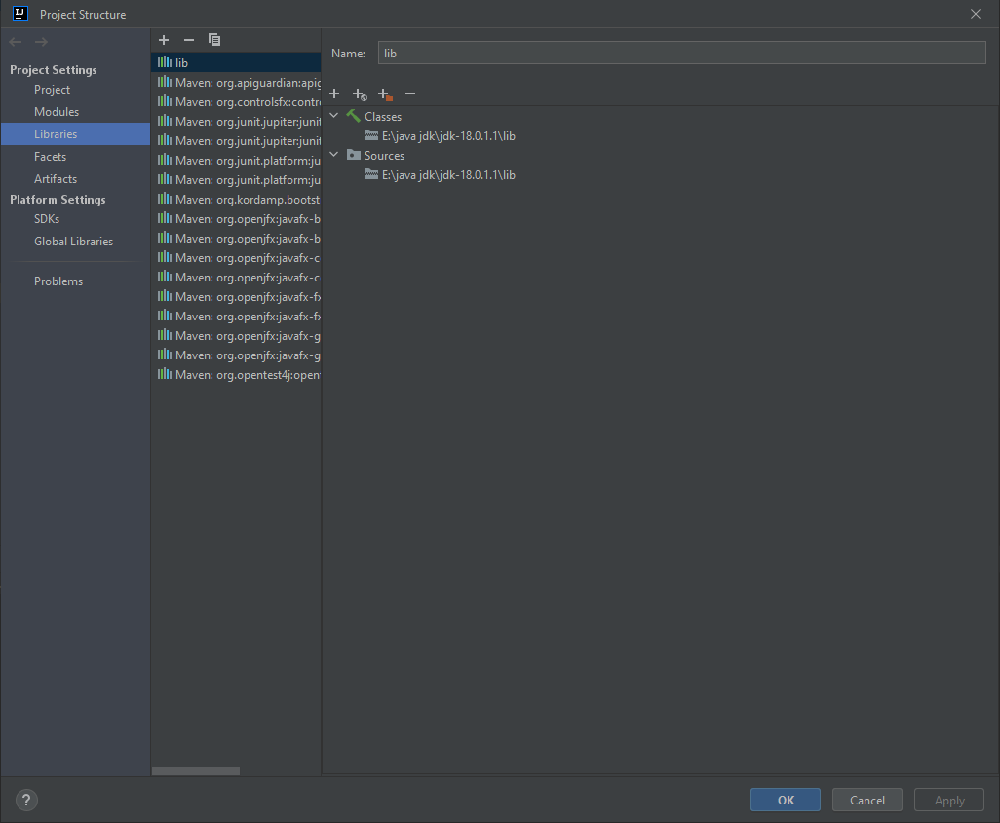 Project Structure
Project Settings
Project
Modules
Libraries
Facets
Artifacts
Platform Settings
SDKs
Global Libraries
Problems
lib
Maven: org.apiguardian:apig
Maven: org.controlsfx:contr
Maven: org.junit.jupiter:junit
Maven: org.junit.jupiter:junit
Maven: org.junit.platform:ju
Maven: org.junit.platform:ju
Maven: org.kordamp.bootst
Maven: org.openjfx:javafx-b
Maven: org.openjfx:javafx-b
Maven: org.openjfx:javafx-c
Maven: org.openjfx:javafx-c
Maven: org.openjfx:javafx-fx
Maven: org.openjfx:javafx-fx
Maven: org.openjfx:javafx-g
Maven: org.openjfx:javafx-g
Maven: org.opentest4j:open
Name: lib
Classes
E:\java jdk\jdk-18.0.1.1\lib
Sources
E:\java jdk\jdk-18.0.1.1\lib
? OK Cancel Apply